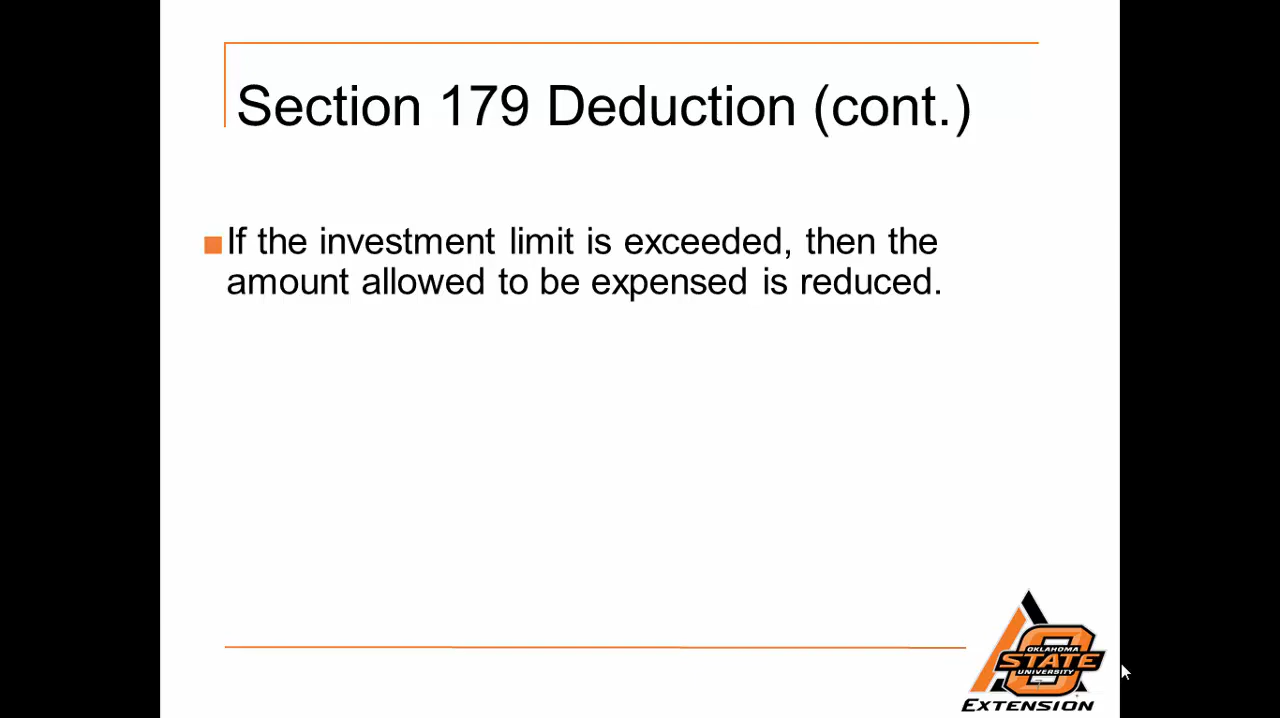 Section 179 Deduction (cont.)
If the investment limit is exceeded, then the
amount allowed to be expensed is reduced.
OKLAHOMA
STATE
UNIVERSITY
EXTENSION